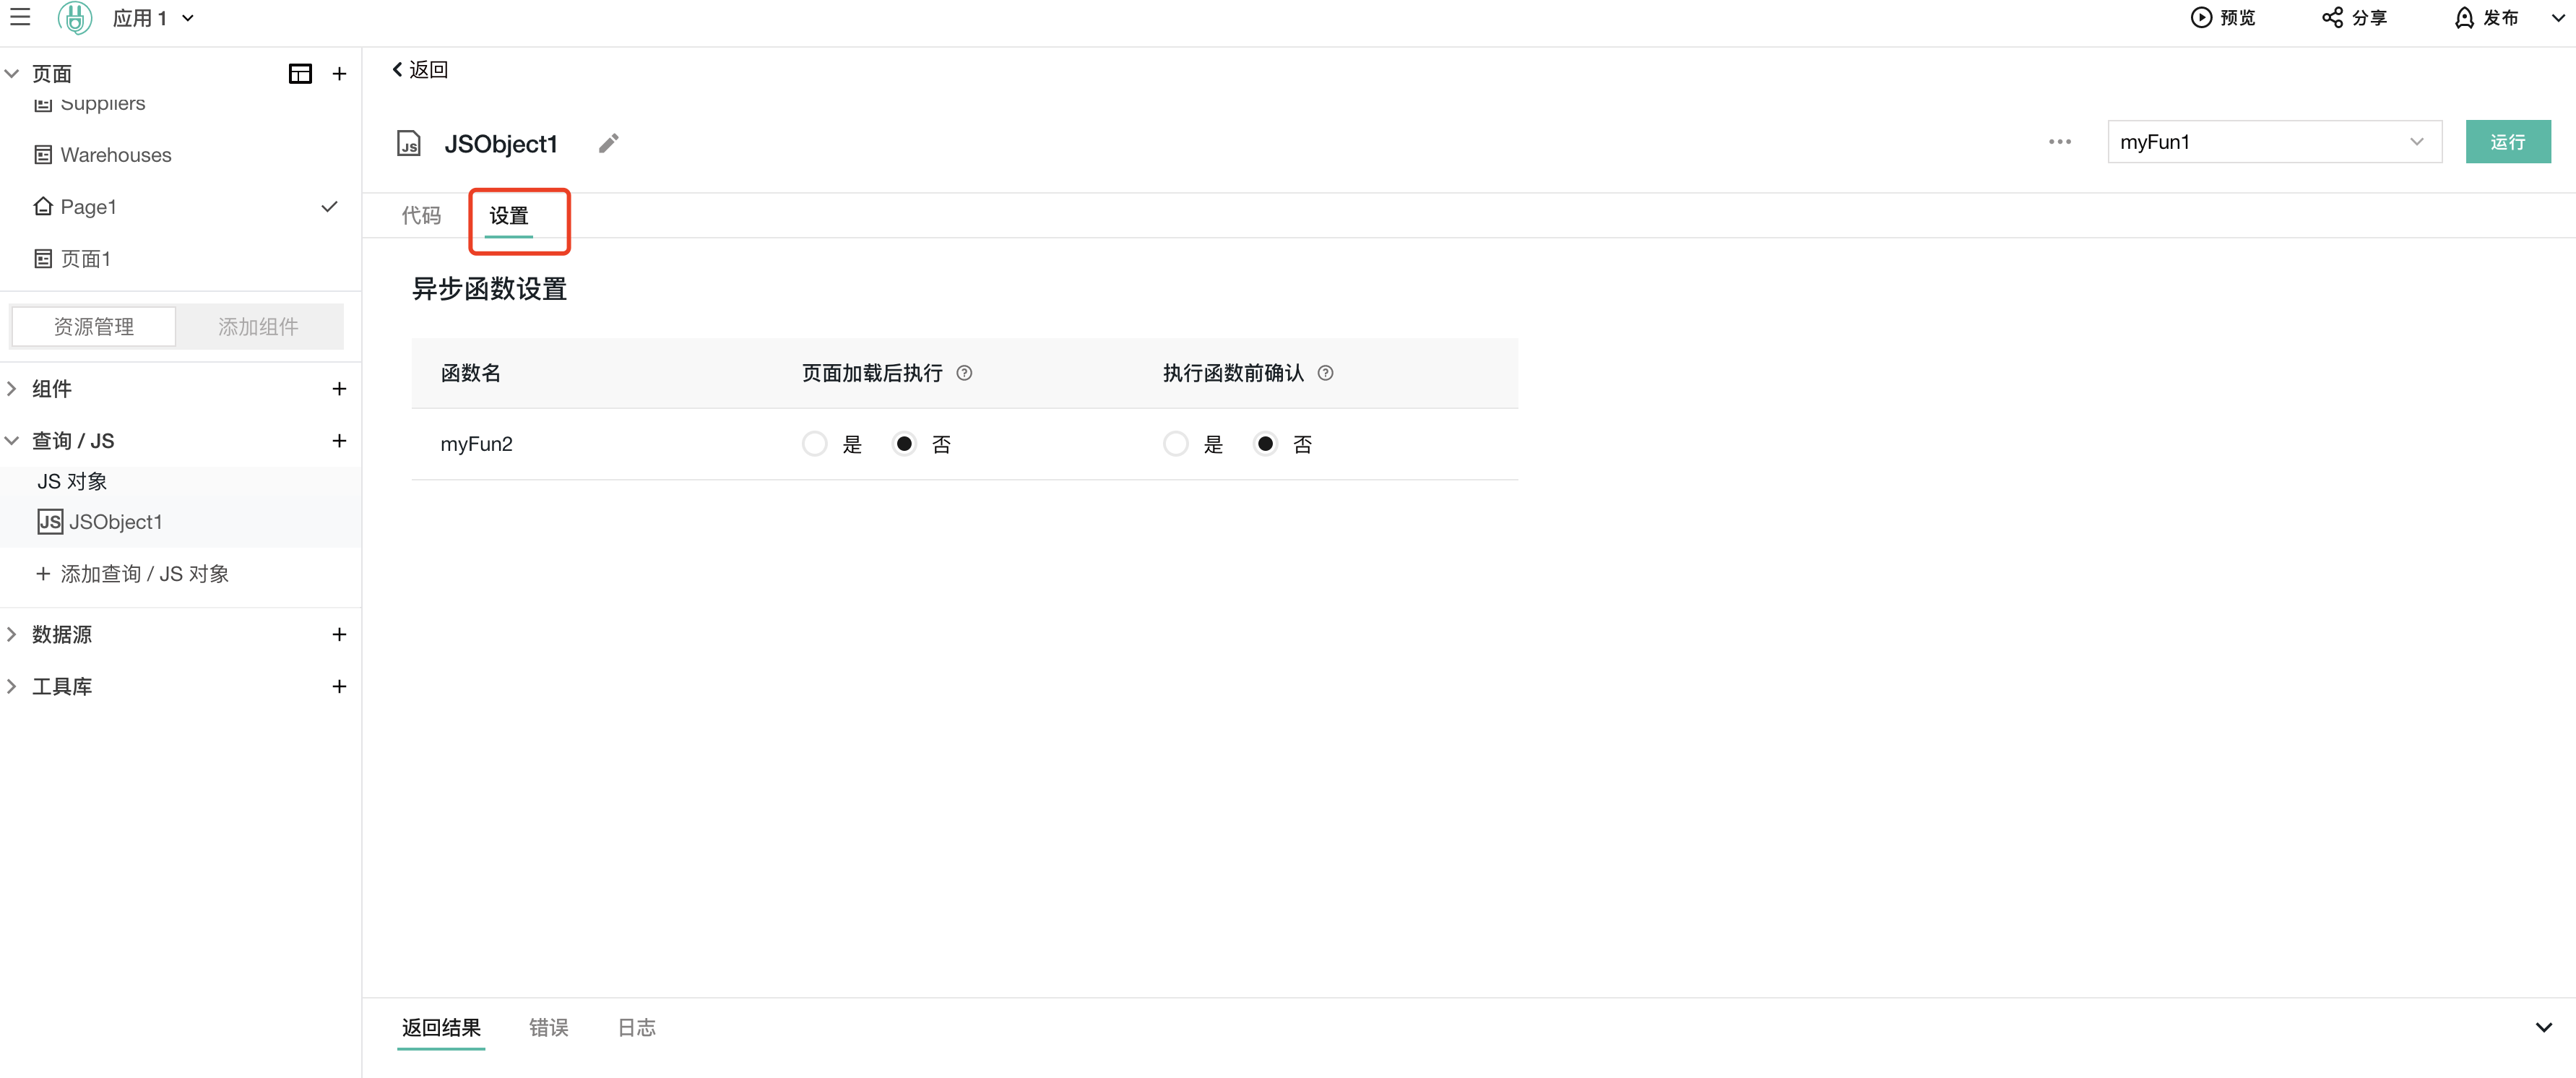 应用 1
预览
分享
发布
页面
Suppliers
Warehouses
Page1
页面1
资源管理
添加组件
组件
查询 / JS
JS 对象
JS JSObject1
添加查询 / JS 对象
数据源
工具库
返回
JS JSObject1
myFun1
运行
代码
设置
异步函数设置
函数名
页面加载后执行
执行函数前确认
myFun2
是
否
是
否
返回结果
错误
日志